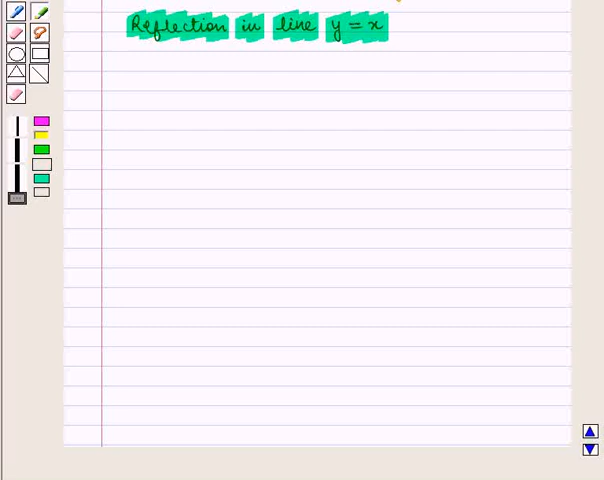 Reflection in line y = x